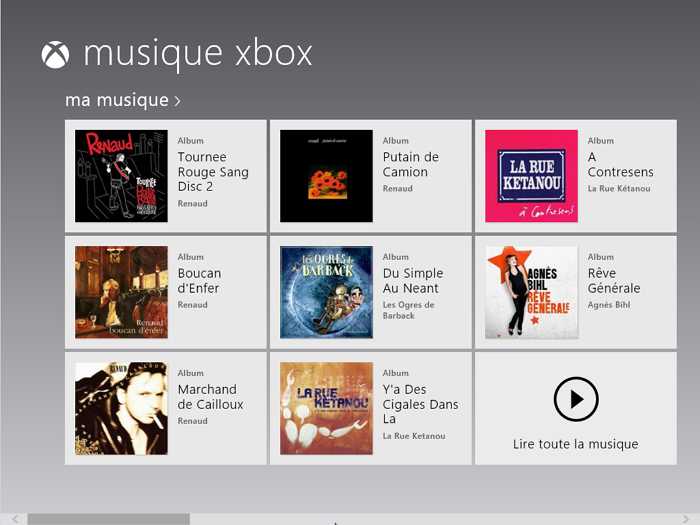 musique xbox
ma musique
Renaud
TOURNEE
ROUGE SANG
Album
Tournee
Rouge Sang
Disc 2
Renaud
renaud putain de camion
Album
Putain de
Camion
Renaud
LA RUE
KETANOU
à Contresens
Album
A
Contresens
La Rue Kétanou
Renaud
boucan d'enfer
Album
Boucan
d'Enfer
Renaud
LES OGRES
DE
BARBACK
Album
Du Simple
Au Neant
Les Ogres de
Barback
AGNÈS
BIHL
RÊVE
GÉNÉRALE
Album
Rêve
Générale
Agnès Bihl
RENAUD
Album
Marchand
de Cailloux
Renaud
LA RUE
KETANOU
Album
Y'a Des
Cigales Dans
La
La Rue Ketanou
Lire toute la musique